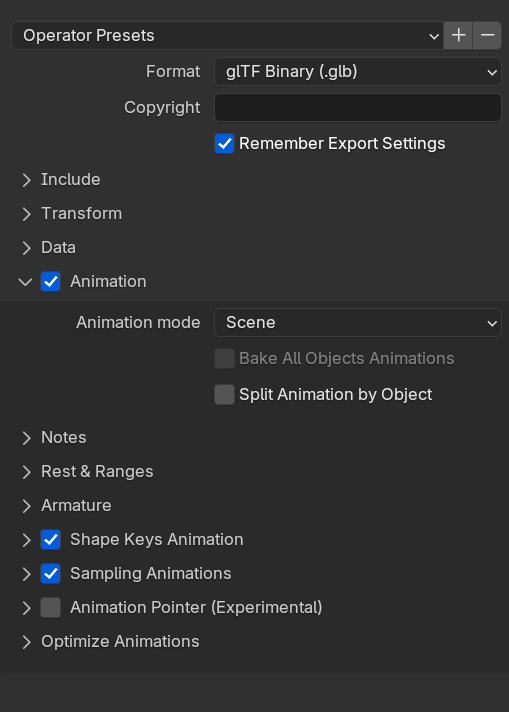 Operator Presets
Format glTF Binary (.glb)
Copyright
Remember Export Settings
Include
Transform
Data
Animation
Animation mode Scene
Bake All Objects Animations
Split Animation by Object
Notes
Rest & Ranges
Armature
Shape Keys Animation
Sampling Animations
Animation Pointer (Experimental)
Optimize Animations